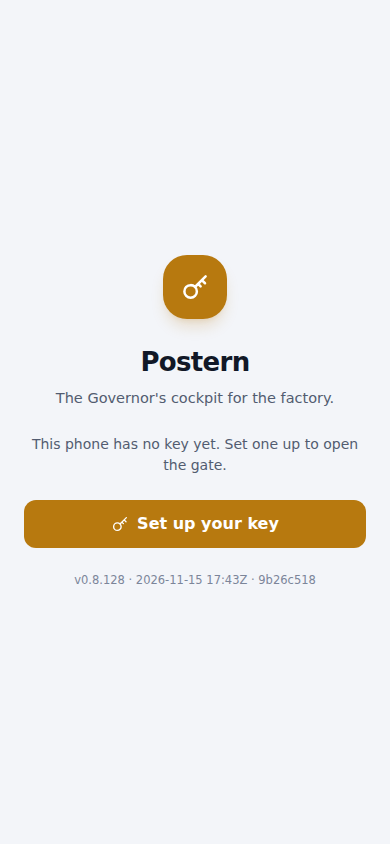 Postern
The Governor's cockpit for the factory.
This phone has no key yet. Set one up to open
the gate.
Set up your key
v0.8.128 · 2026-11-15 17:43Z · 9b26c518